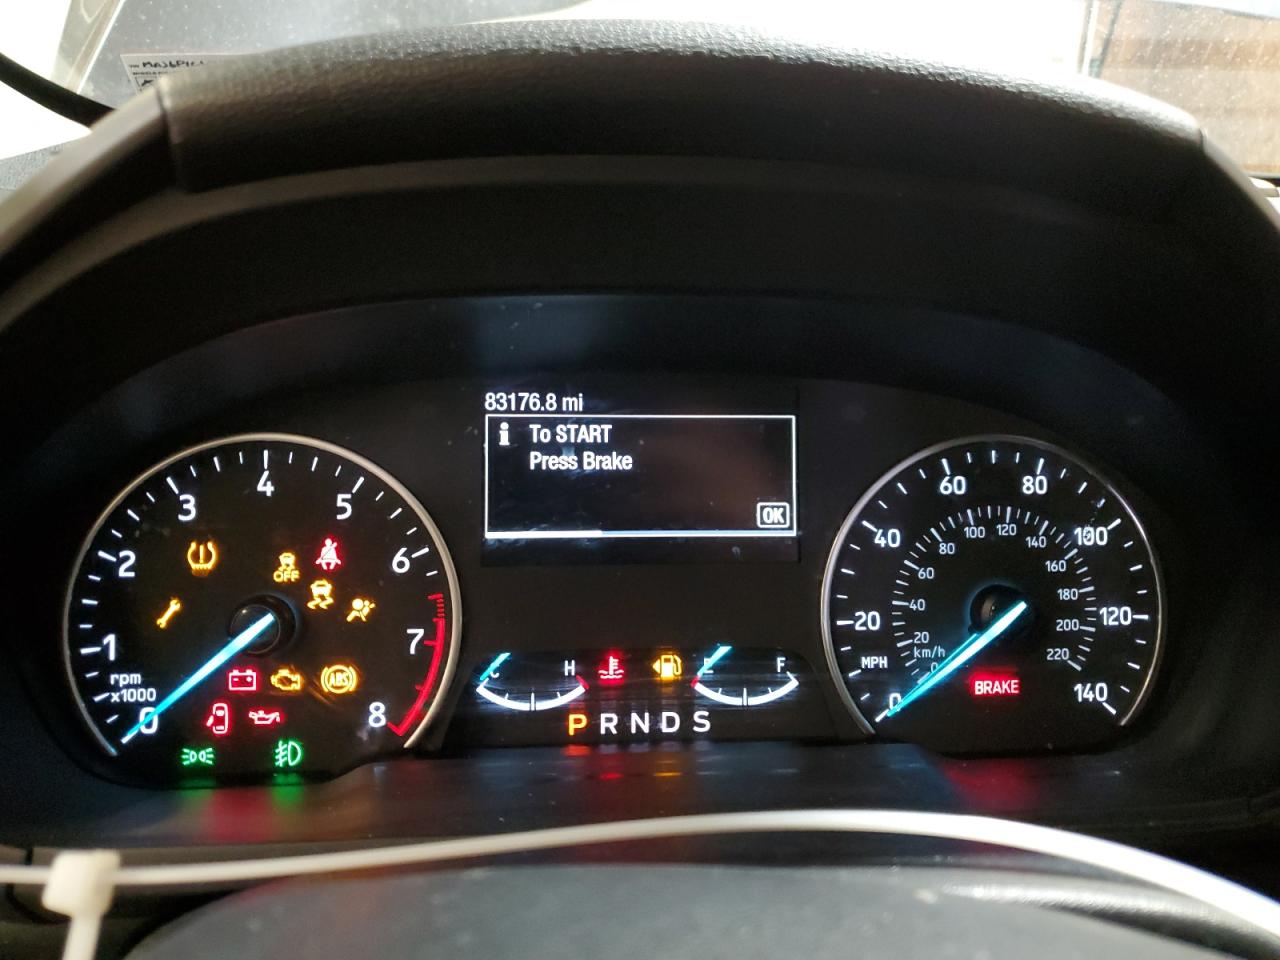 83176.8 mi
i To START
Press Brake
OK
0 1 2 3 4 5 6 7 8
rpm
x1000
OFF
ABS
C H
E F
P R N D S
0 20 40 60 80 100 120 140
MPH
0 20 40 60 80 100 120 140 160 180 200 220
km/h
BRAKE